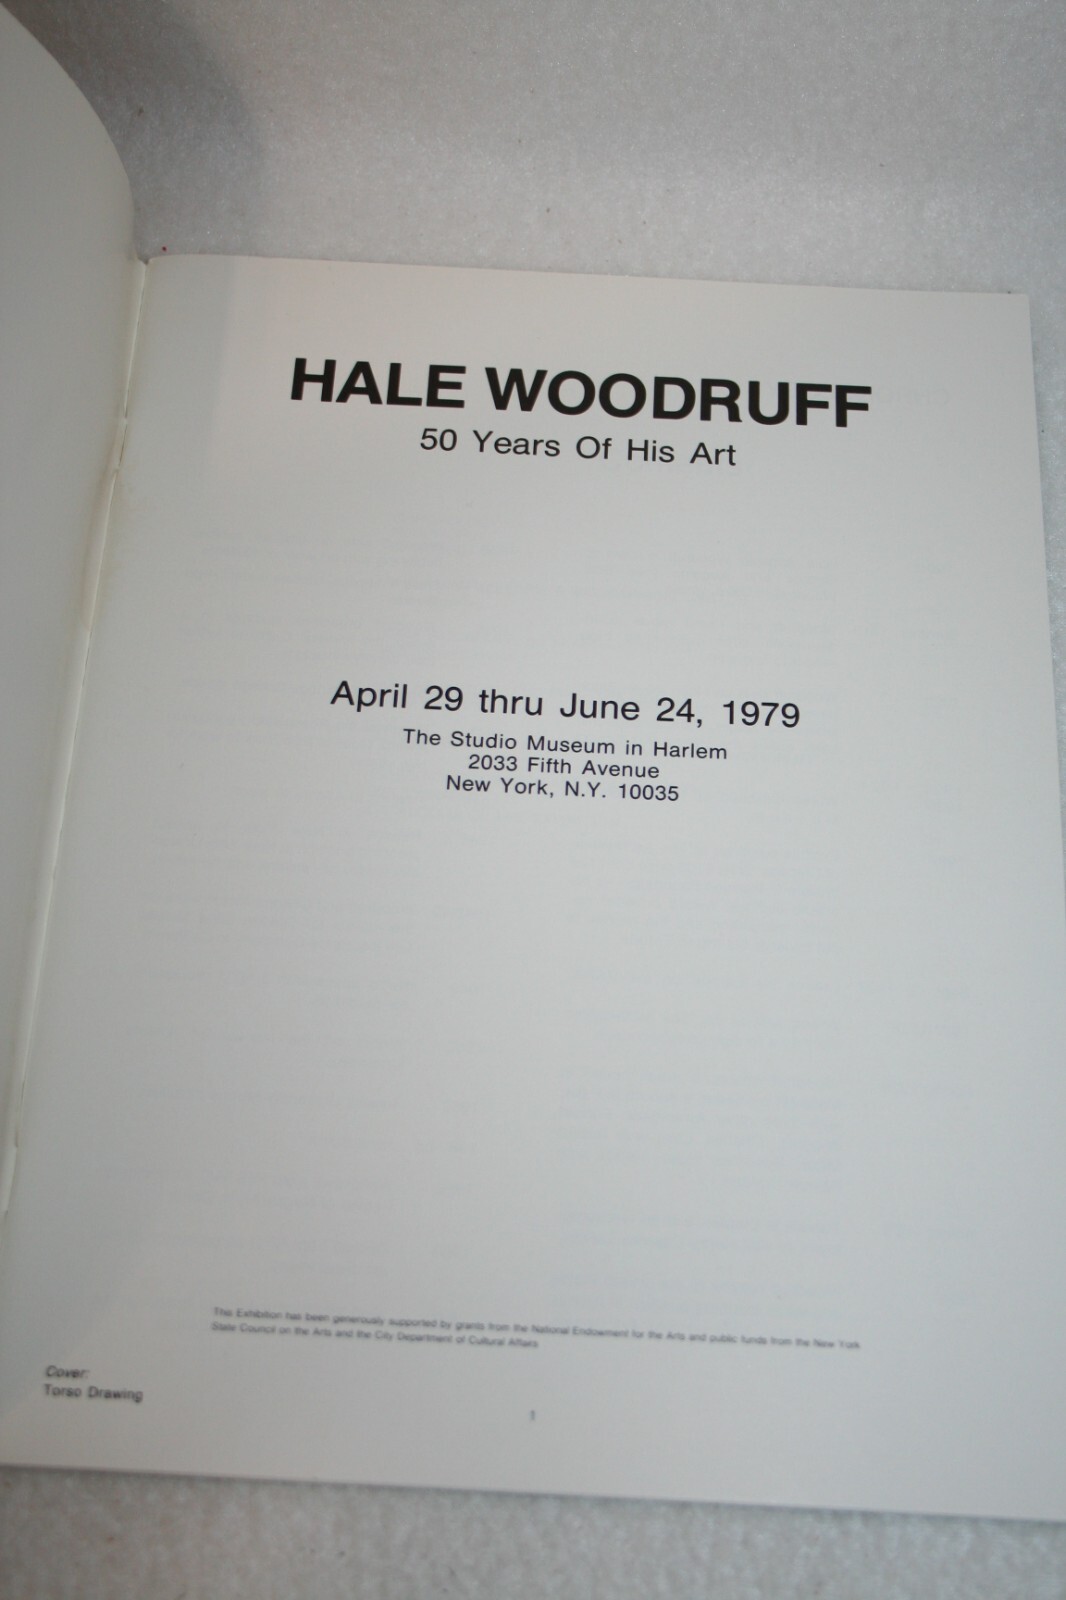 HALE WOODRUFF
50 Years Of His Art
April 29 thru June 24, 1979
The Studio Museum in Harlem
2033 Fifth Avenue
New York, N.Y. 10035
This Exhibition has been generously supported by grants from the National Endowment for the Arts and public funds from the New York
State Council on the Arts and the City Department of Cultural Affairs
Cover:
Torso Drawing
1